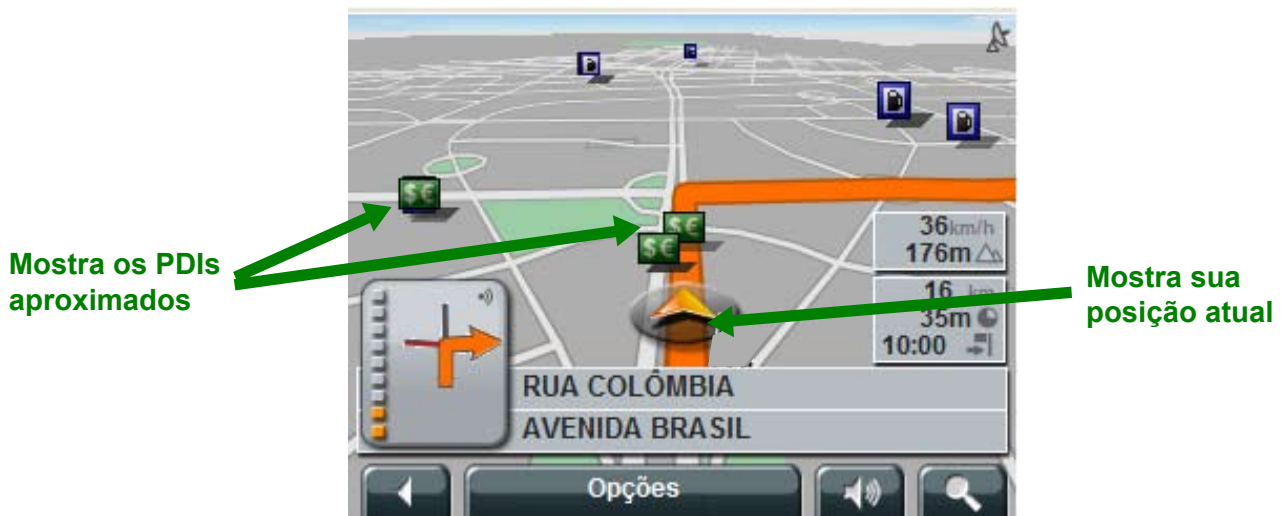 $€
$€
$€
36km/h
176m
Mostra os PDIs
aproximados
Mostra sua
posição atual
16 km
35m
10:00
RUA COLÔMBIA
AVENIDA BRASIL
Opções